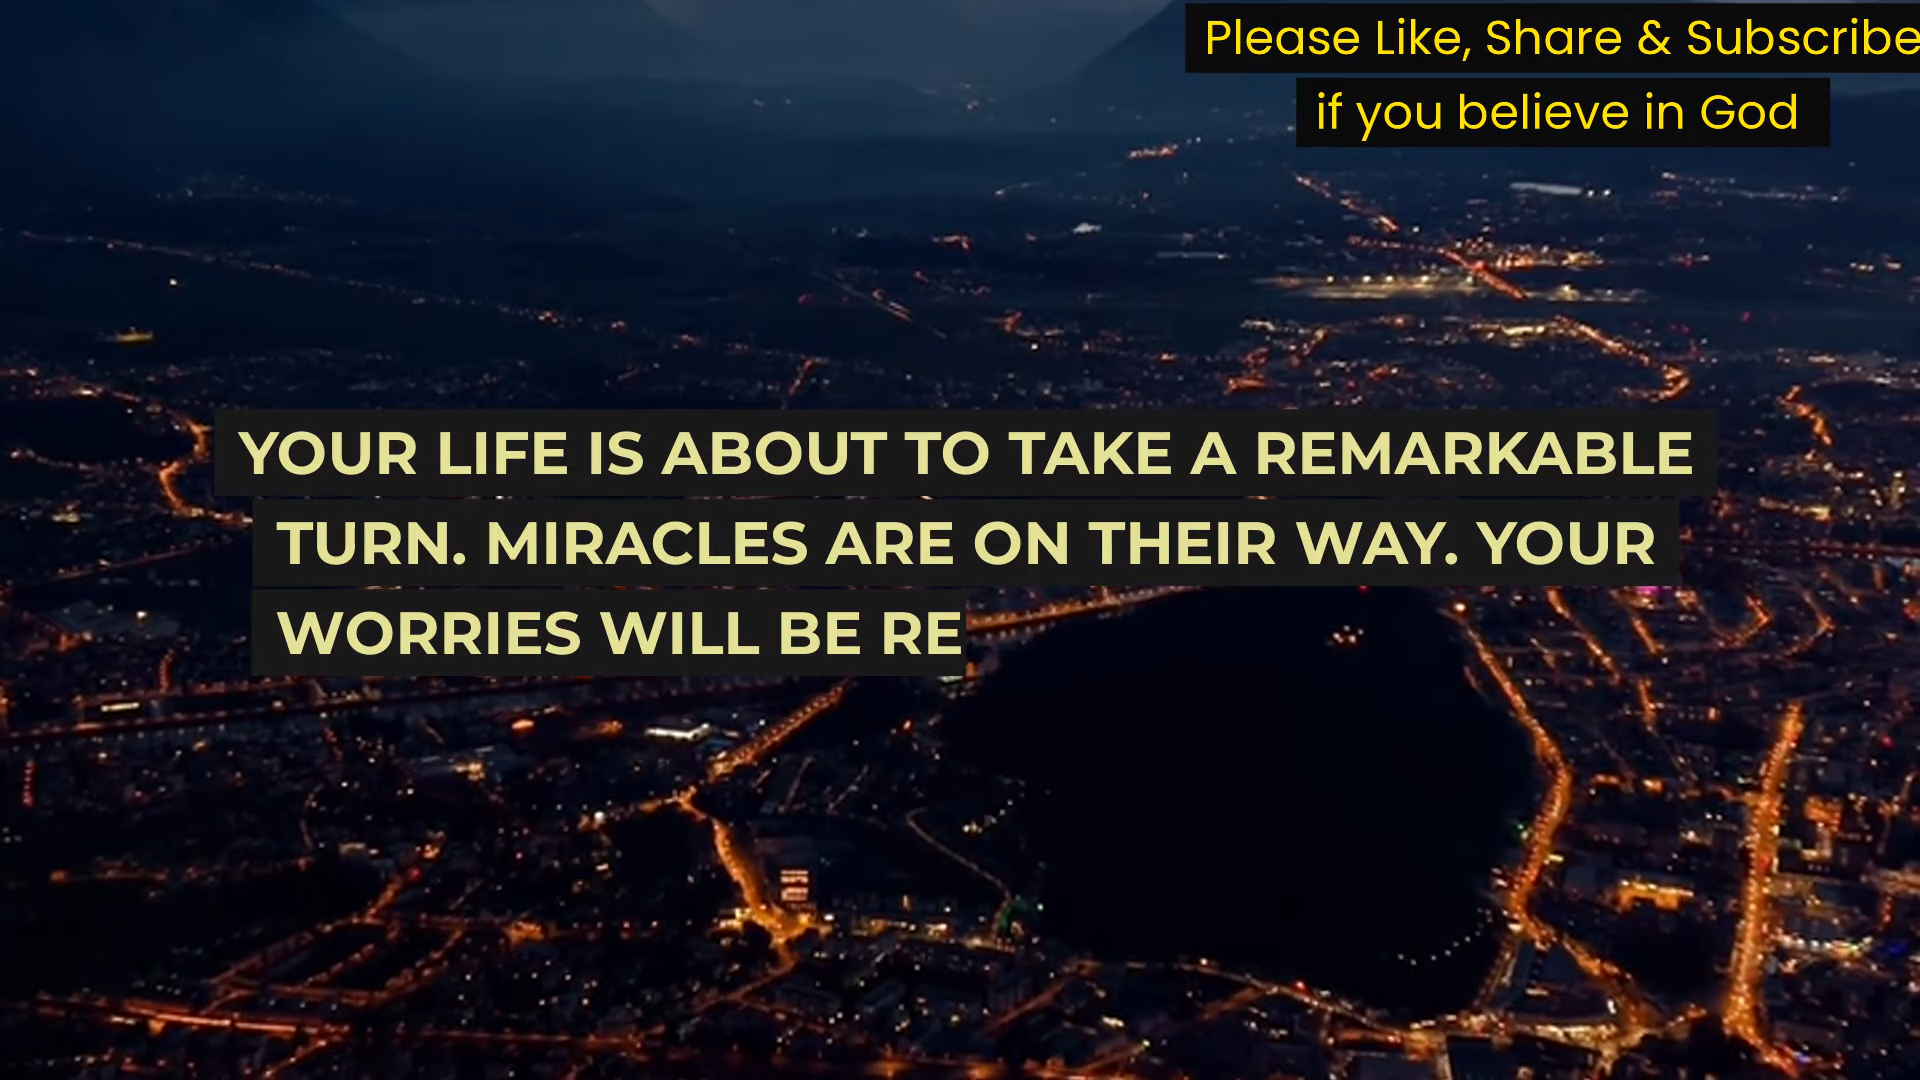 Please Like, Share & Subscribe
if you believe in God
YOUR LIFE IS ABOUT TO TAKE A REMARKABLE
TURN. MIRACLES ARE ON THEIR WAY. YOUR
WORRIES WILL BE RE